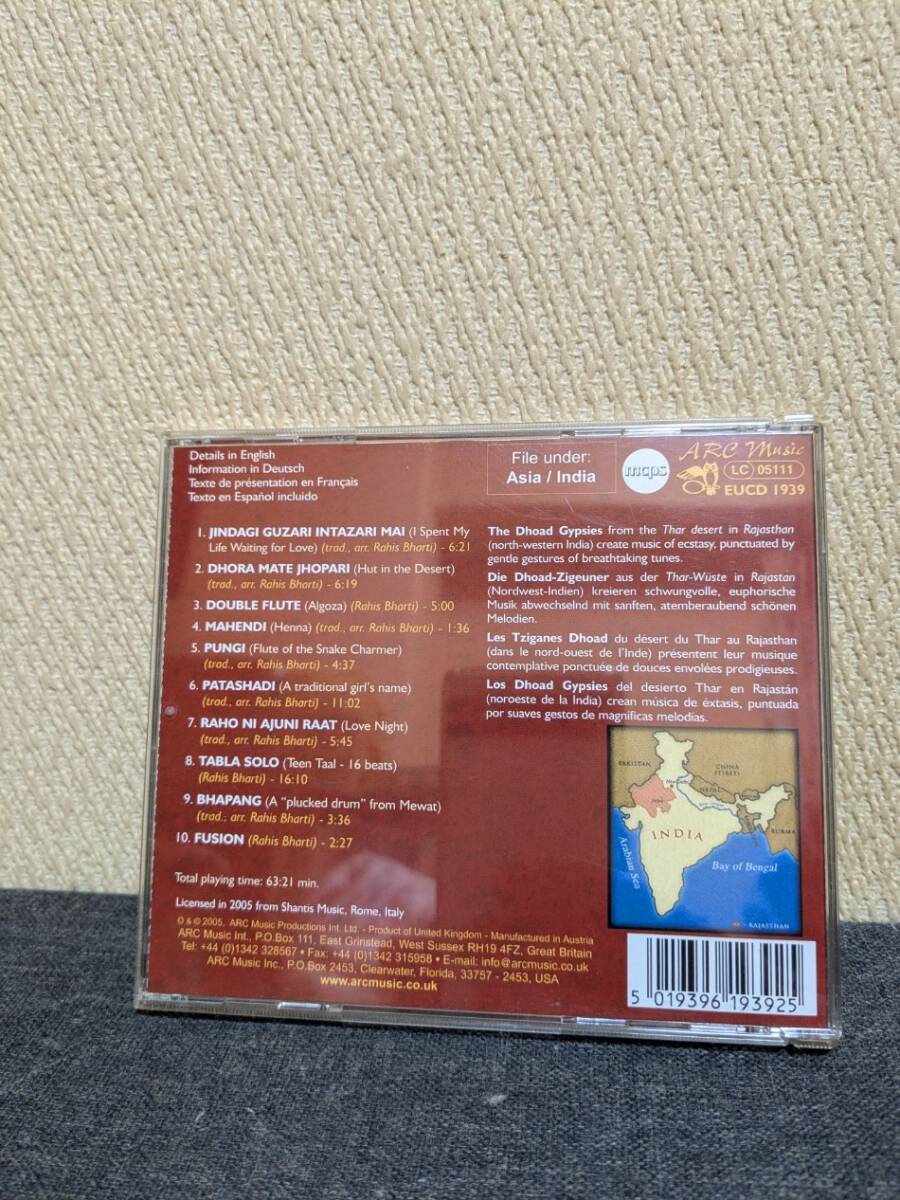 Details in English
Information in Deutsch
Texte de présentation en Français
Texto en Español incluido
File under:
Asia / India
mcps
ARC Music
LC 05111
EUCD 1939
1. JINDAGI GUZARI INTAZARI MAI (I Spent My
Life Waiting for Love) (trad., arr. Rahis Bharti) - 6:21
2. DHORA MATE JHOPARI (Hut in the Desert)
(trad., arr. Rahis Bharti) - 6:19
3. DOUBLE FLUTE (Algoza) (Rahis Bharti) - 5:00
4. MAHENDI (Henna) (trad., arr. Rahis Bharti) - 1:36
5. PUNGI (Flute of the Snake Charmer)
(trad., arr. Rahis Bharti) - 4:37
6. PATASHADI (A traditional girl's name)
(trad., arr. Rahis Bharti) - 11:02
7. RAHO NI AJUNI RAAT (Love Night)
(trad., arr. Rahis Bharti) - 5:45
8. TABLA SOLO (Teen Taal - 16 beats)
(Rahis Bharti) - 16:10
9. BHAPANG (A "plucked drum" from Mewat)
(trad., arr. Rahis Bharti) - 3:36
10. FUSION (Rahis Bharti) - 2:27
Total playing time: 63:21 min.
Licensed in 2005 from Shantis Music, Rome, Italy
The Dhoad Gypsies from the Thar desert in Rajasthan
(north-western India) create music of ecstasy, punctuated by
gentle gestures of breathtaking tunes.
Die Dhoad-Zigeuner aus der Thar-Wüste in Rajastan
(Nordwest-Indien) kreieren schwungvolle, euphorische
Musik abwechselnd mit sanften, atemberaubend schönen
Melodien.
Les Tziganes Dhoad du désert du Thar au Rajasthan
(dans le nord-ouest de l'Inde) présentent leur musique
contemplative ponctuée de douces envolées prodigieuses.
Los Dhoad Gypsies del desierto Thar en Rajastán
(noroeste de la Índia) crean música de éxtasis, puntuada
por suaves gestos de magníficas melodías.
PAKISTAN
CHINA
(TIBET)
New Delhi
NEPAL
INDIA
BURMA
Arabian Sea
Bay of Bengal
- RAJASTHAN
℗ & © 2005, ARC Music Productions Int. Ltd. - Product of United Kingdom - Manufactured in Austria
ARC Music Int., P.O.Box 111, East Grinstead, West Sussex RH19 4FZ, Great Britain
Tel: +44 (0)1342 328567 • Fax: +44 (0)1342 315958 • E-mail: info@arcmusic.co.uk
ARC Music Inc., P.O.Box 2453, Clearwater, Florida, 33757 - 2453, USA
www.arcmusic.co.uk
5 019396 193925